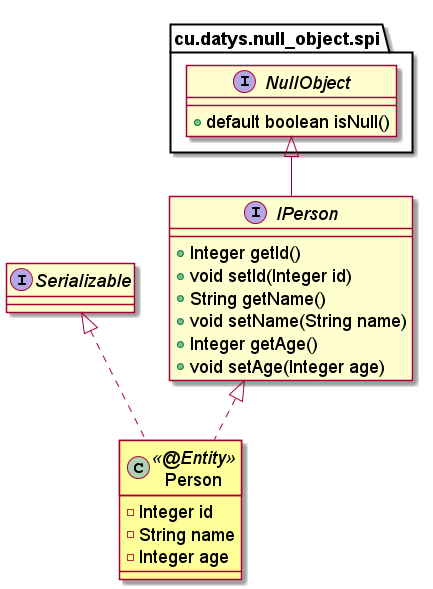 cu.datys.null_object.spi
I NullObject
default boolean isNull()
I IPerson
Integer getId()
void setId(Integer id)
String getName()
void setName(String name)
Integer getAge()
void setAge(Integer age)
I Serializable
C «@Entity»
Person
Integer id
String name
Integer age